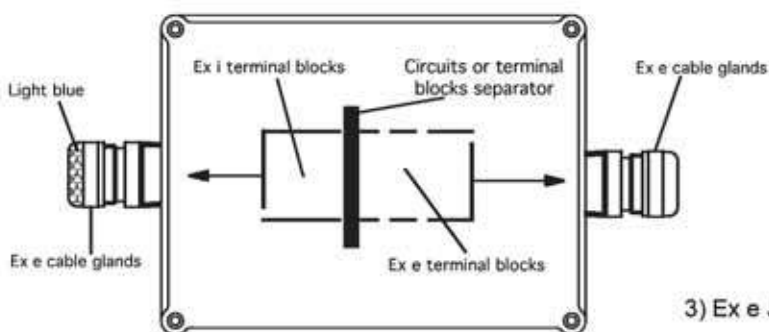 Ex i terminal blocks
Circuits or terminal
blocks separator
Ex e cable glands
Light blue
Ex e cable glands
Ex e terminal blocks
3) Ex e